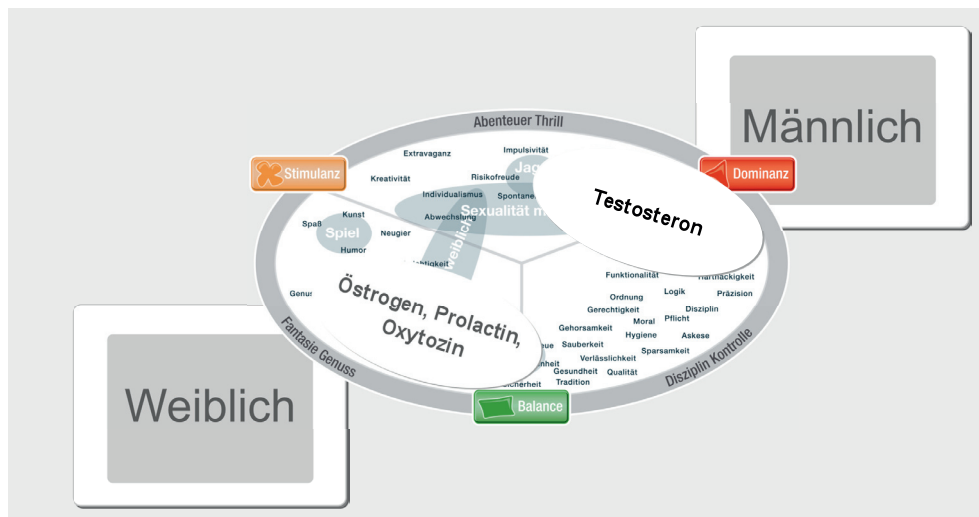 Männlich
Abenteuer Thrill
Extravaganz
Impulsivität
Stimulanz
Dominanz
Kreativität
Risikofreude
Individualismus
Testosteron
Abwechslung
Sexualität
Spaß
Kunst
Spiel
Neugier
weiblich
Humor
Funktionalität
Hartnäckigkeit
Logik
Präzision
Ordnung
Östrogen, Prolactin,
Oxytozin
Gerechtigkeit
Disziplin
Moral
Pflicht
Gehorsamkeit
Hygiene
Askese
Sauberkeit
Sparsamkeit
Verlässlichkeit
Gesundheit
Qualität
Tradition
Fantasie Genuss
Disziplin Kontrolle
Balance
Weiblich